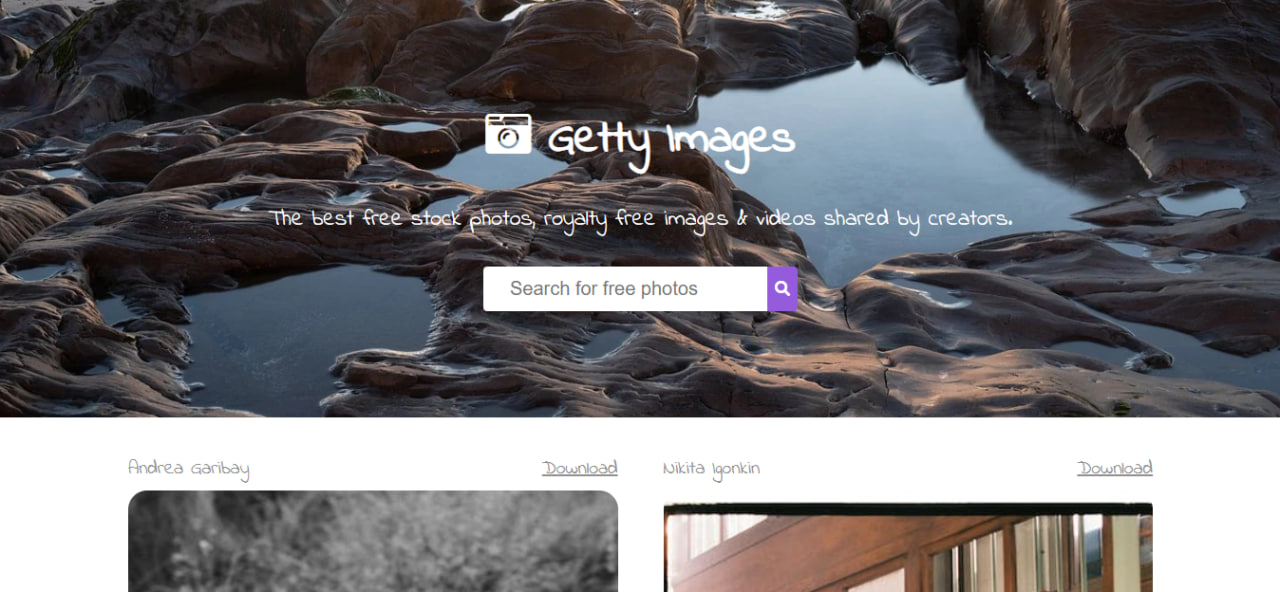 Getty Images
The best free stock photos, royalty free images & videos shared by creators.
Search for free photos
Andrea Garibay
Download
Nikita Igonkin
Download